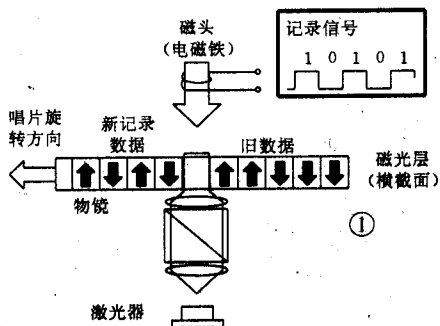 磁头
（电磁铁）
记录信号
1 0 1 0 1
唱片旋
转方向
新记录
数据
旧数据
磁光层
（横截面）
物镜
①
激光器